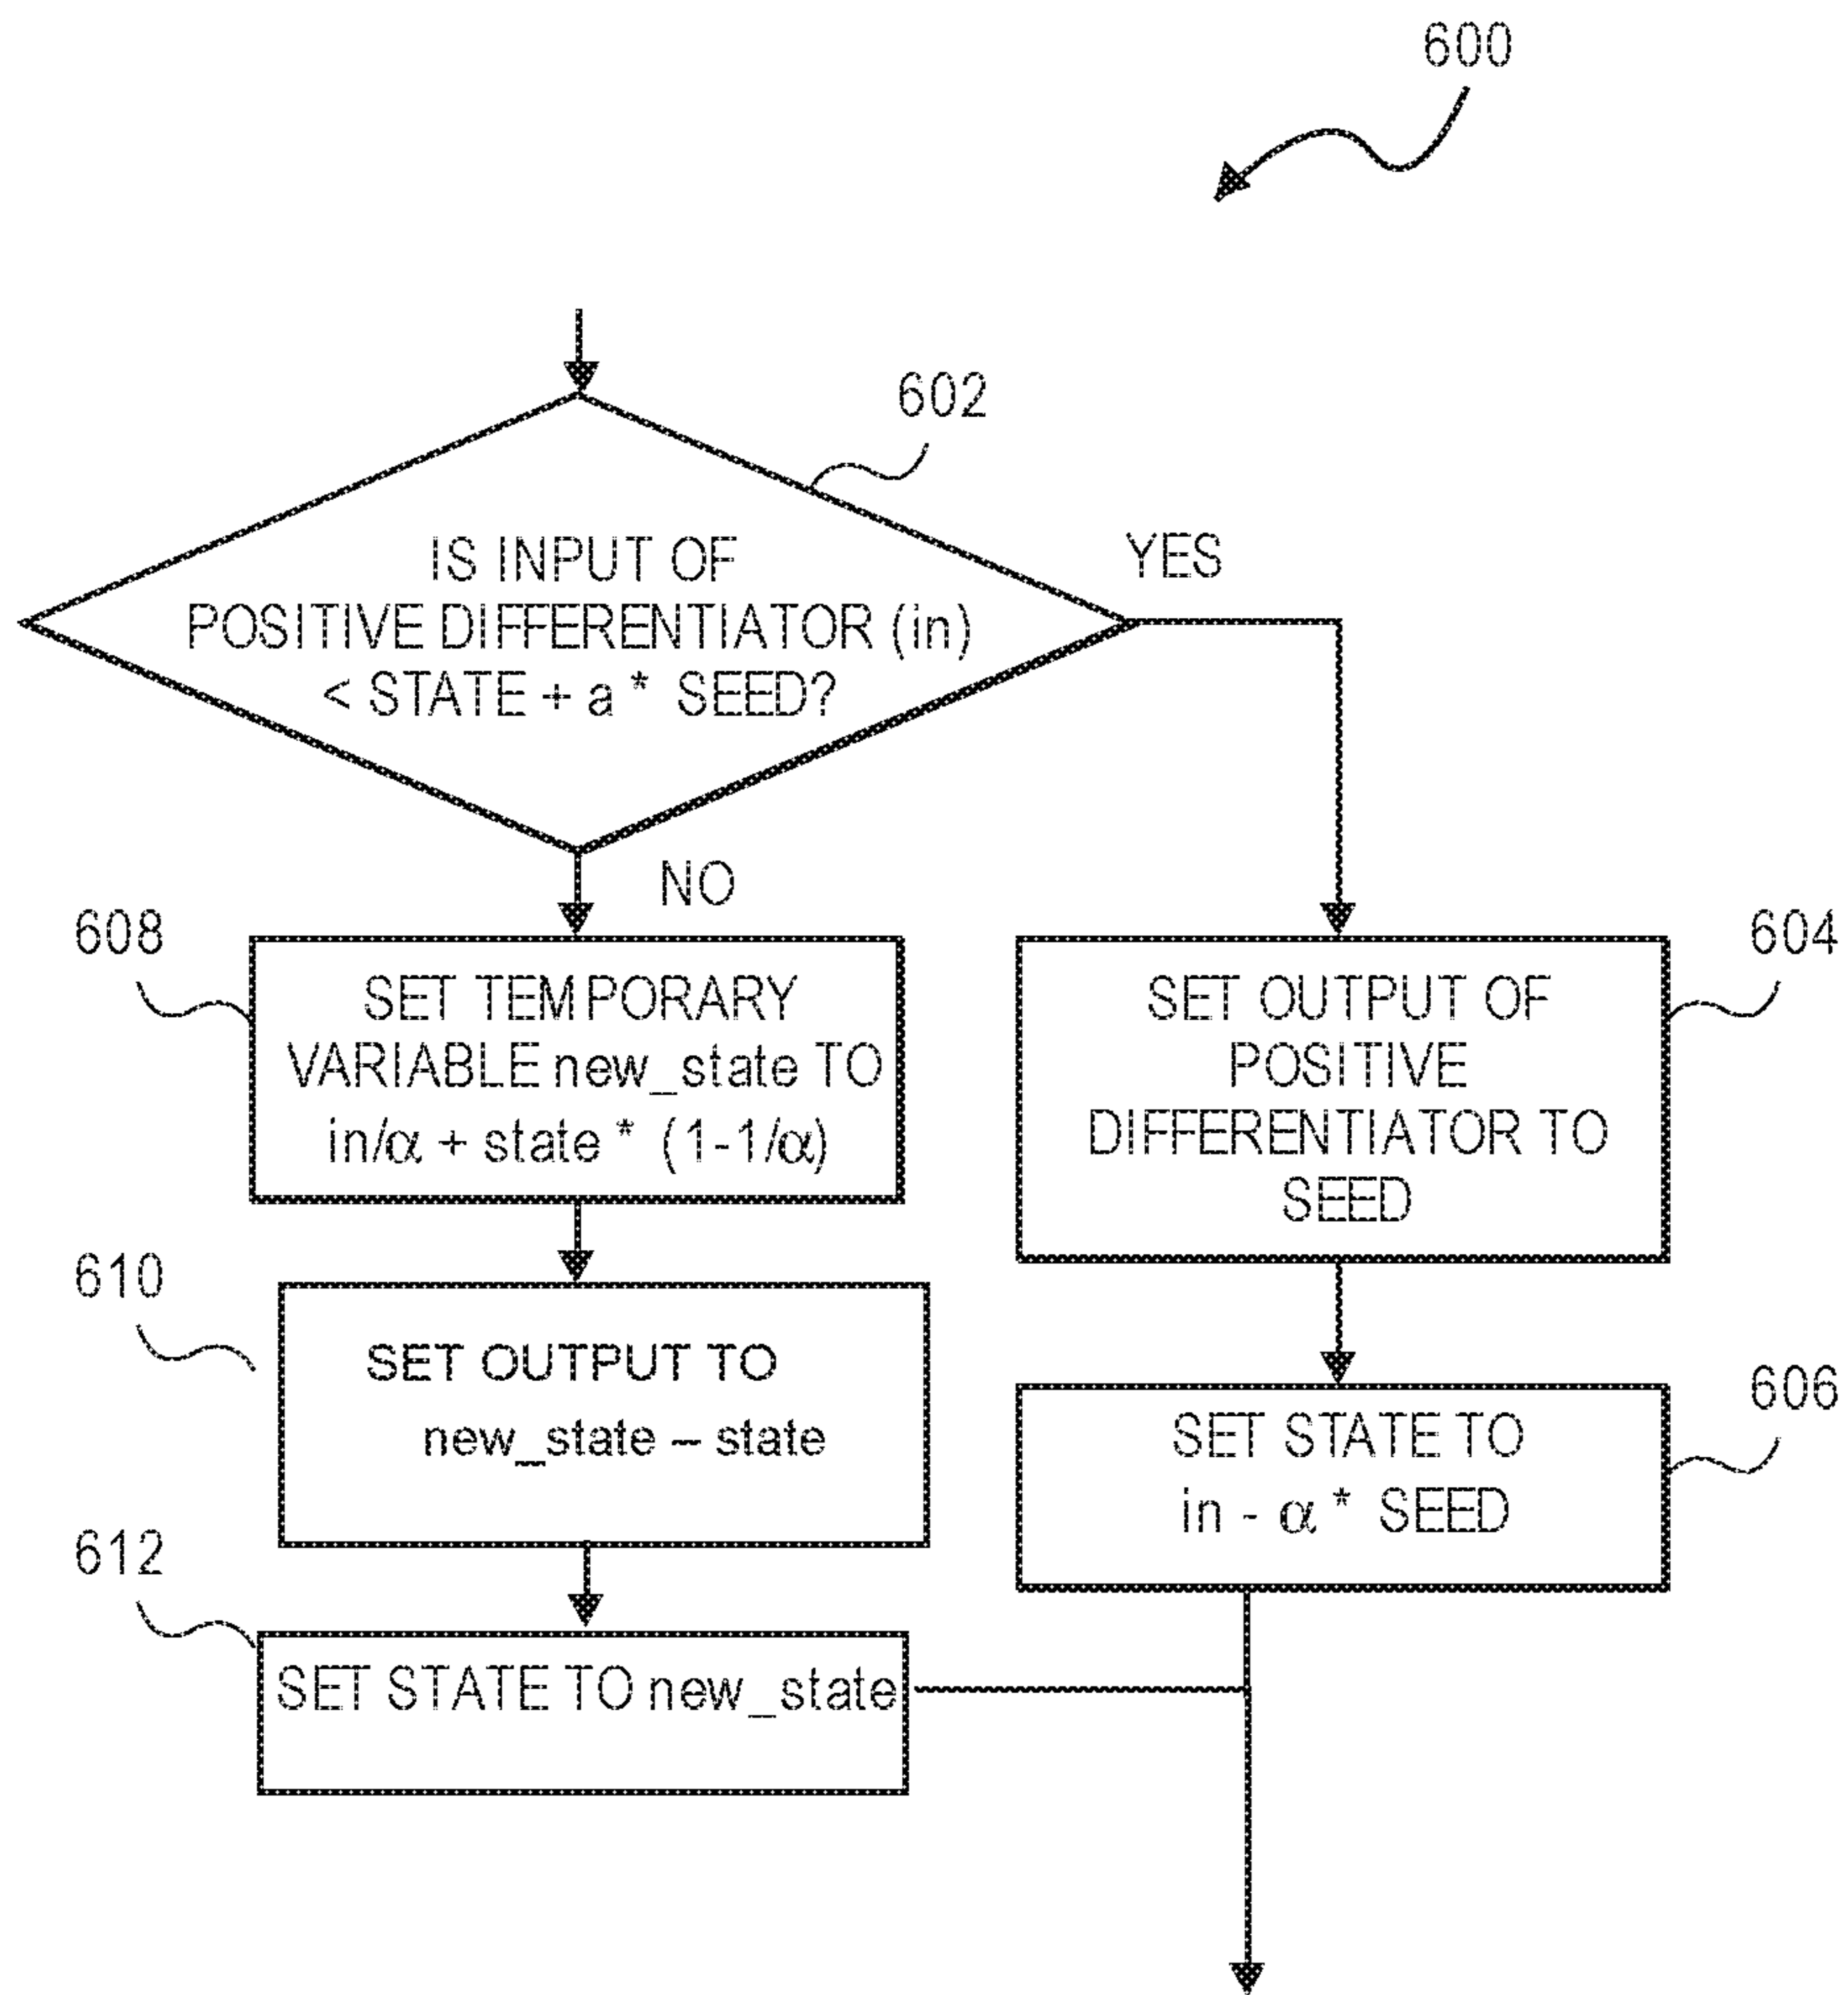 600
602
IS INPUT OF
POSITIVE DIFFERENTIATOR (in)
< STATE + a * SEED?
YES
NO
608
SET TEMPORARY
VARIABLE new_state TO
in/α + state * (1-1/α)
604
SET OUTPUT OF
POSITIVE
DIFFERENTIATOR TO
SEED
610
SET OUTPUT TO
new_state – state
606
SET STATE TO
in - α * SEED
612
SET STATE TO new_state